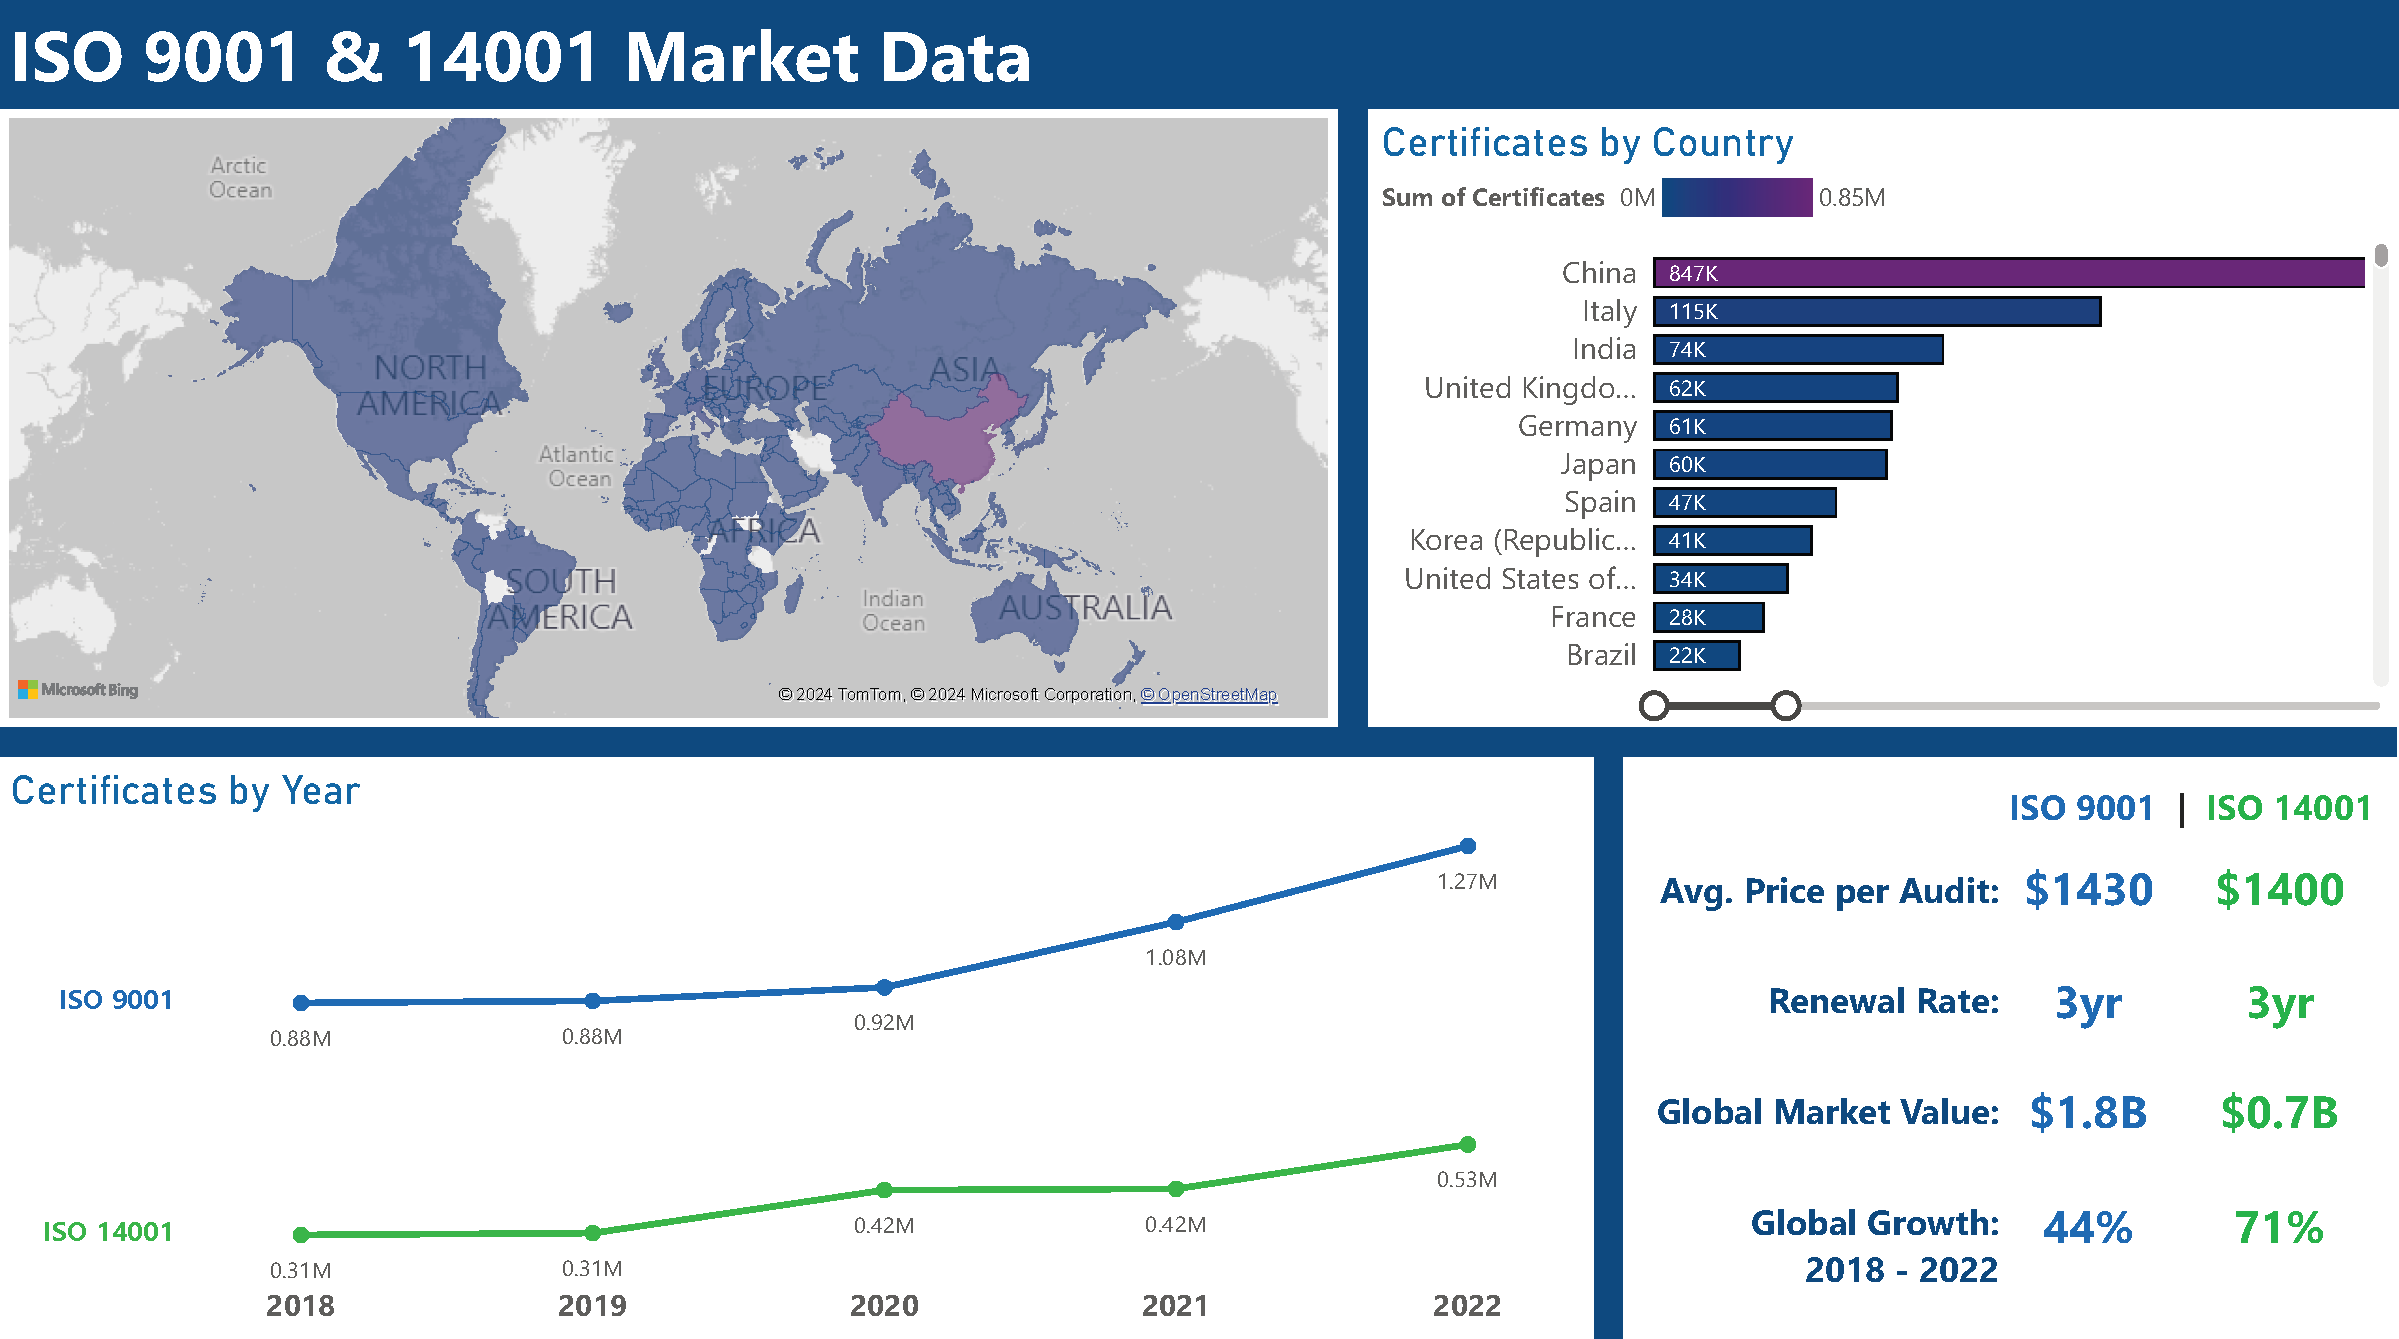 ISO 9001 & 14001 Market Data
Arctic
Ocean
NORTH
AMERICA
EUROPE
ASIA
Atlantic
Ocean
AFRICA
SOUTH
AMERICA
Indian
Ocean
AUSTRALIA
Microsoft Bing
© 2024 TomTom, © 2024 Microsoft Corporation, © OpenStreetMap
Certificates by Country
Sum of Certificates 0M 0.85M
China 847K
Italy 115K
India 74K
United Kingdo... 62K
Germany 61K
Japan 60K
Spain 47K
Korea (Republic... 41K
United States of... 34K
France 28K
Brazil 22K
Certificates by Year
ISO 9001
0.88M 0.88M 0.92M 1.08M 1.27M
ISO 14001
0.31M 0.31M 0.42M 0.42M 0.53M
2018 2019 2020 2021 2022
ISO 9001 | ISO 14001
Avg. Price per Audit: $1430 $1400
Renewal Rate: 3yr 3yr
Global Market Value: $1.8B $0.7B
Global Growth: 44% 71%
2018 - 2022